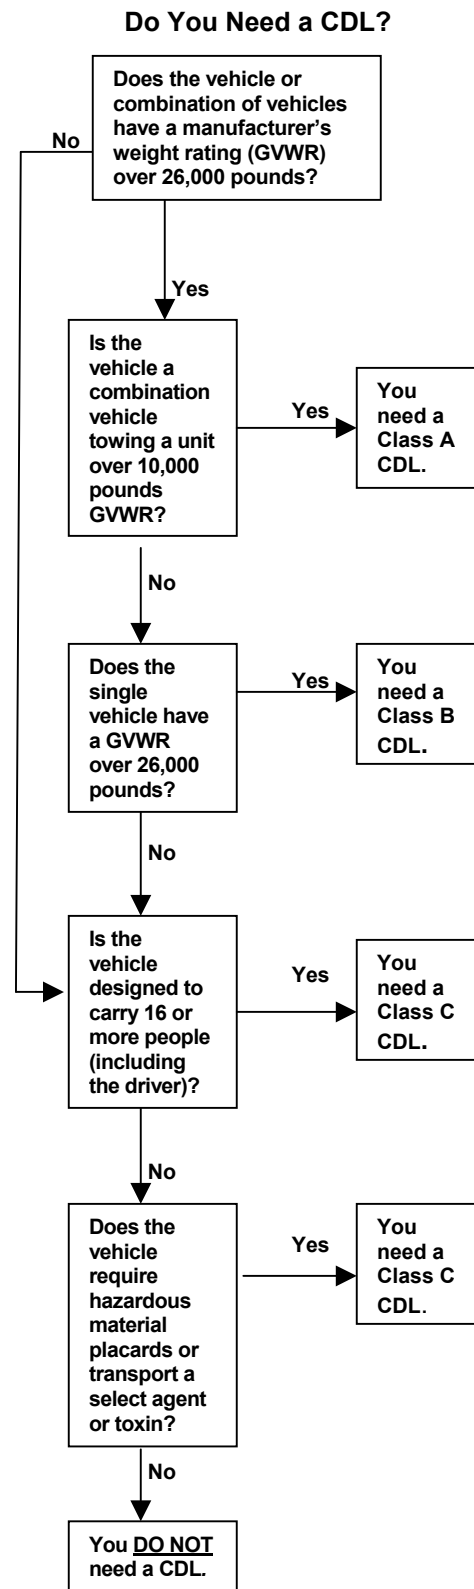 Do You Need a CDL?
Does the vehicle or
combination of vehicles
have a manufacturer's
weight rating (GVWR)
over 26,000 pounds?
No
Yes
Is the
vehicle a
combination
vehicle
towing a unit
over 10,000
pounds
GVWR?
Yes
You
need a
Class A
CDL.
No
Does the
single
vehicle have
a GVWR
over 26,000
pounds?
Yes
You
need a
Class B
CDL.
No
Is the
vehicle
designed to
carry 16 or
more people
(including
the driver)?
Yes
You
need a
Class C
CDL.
No
Does the
vehicle
require
hazardous
material
placards or
transport a
select agent
or toxin?
Yes
You
need a
Class C
CDL.
No
You DO NOT
need a CDL.